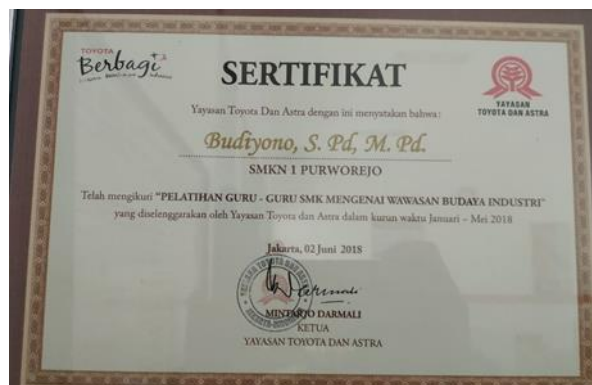 TOYOTA
Berbagi
SERTIFIKAT
YAYASAN
TOYOTA DAN ASTRA
Yayasan Toyota Dan Astra dengan ini menyatakan bahwa :
Budiyono, S. Pd, M. Pd.
SMKN 1 PURWOREJO
Telah mengikuti "PELATIHAN GURU - GURU SMK MENGENAI WAWASAN BUDAYA INDUSTRI"
yang diselenggarakan oleh Yayasan Toyota dan Astra dalam kurun waktu Januari – Mei 2018
Jakarta, 02 Juni 2018
MINTARJO DARMALI
KETUA
YAYASAN TOYOTA DAN ASTRA